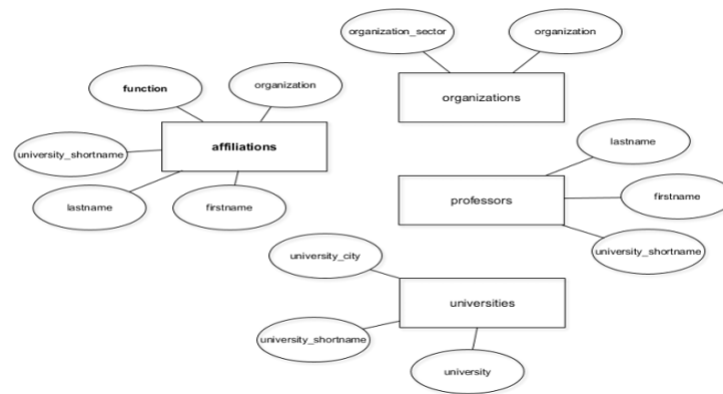 organization_sector
organization
organizations
function
organization
affiliations
university_shortname
lastname
firstname
lastname
professors
firstname
university_shortname
university_city
universities
university_shortname
university